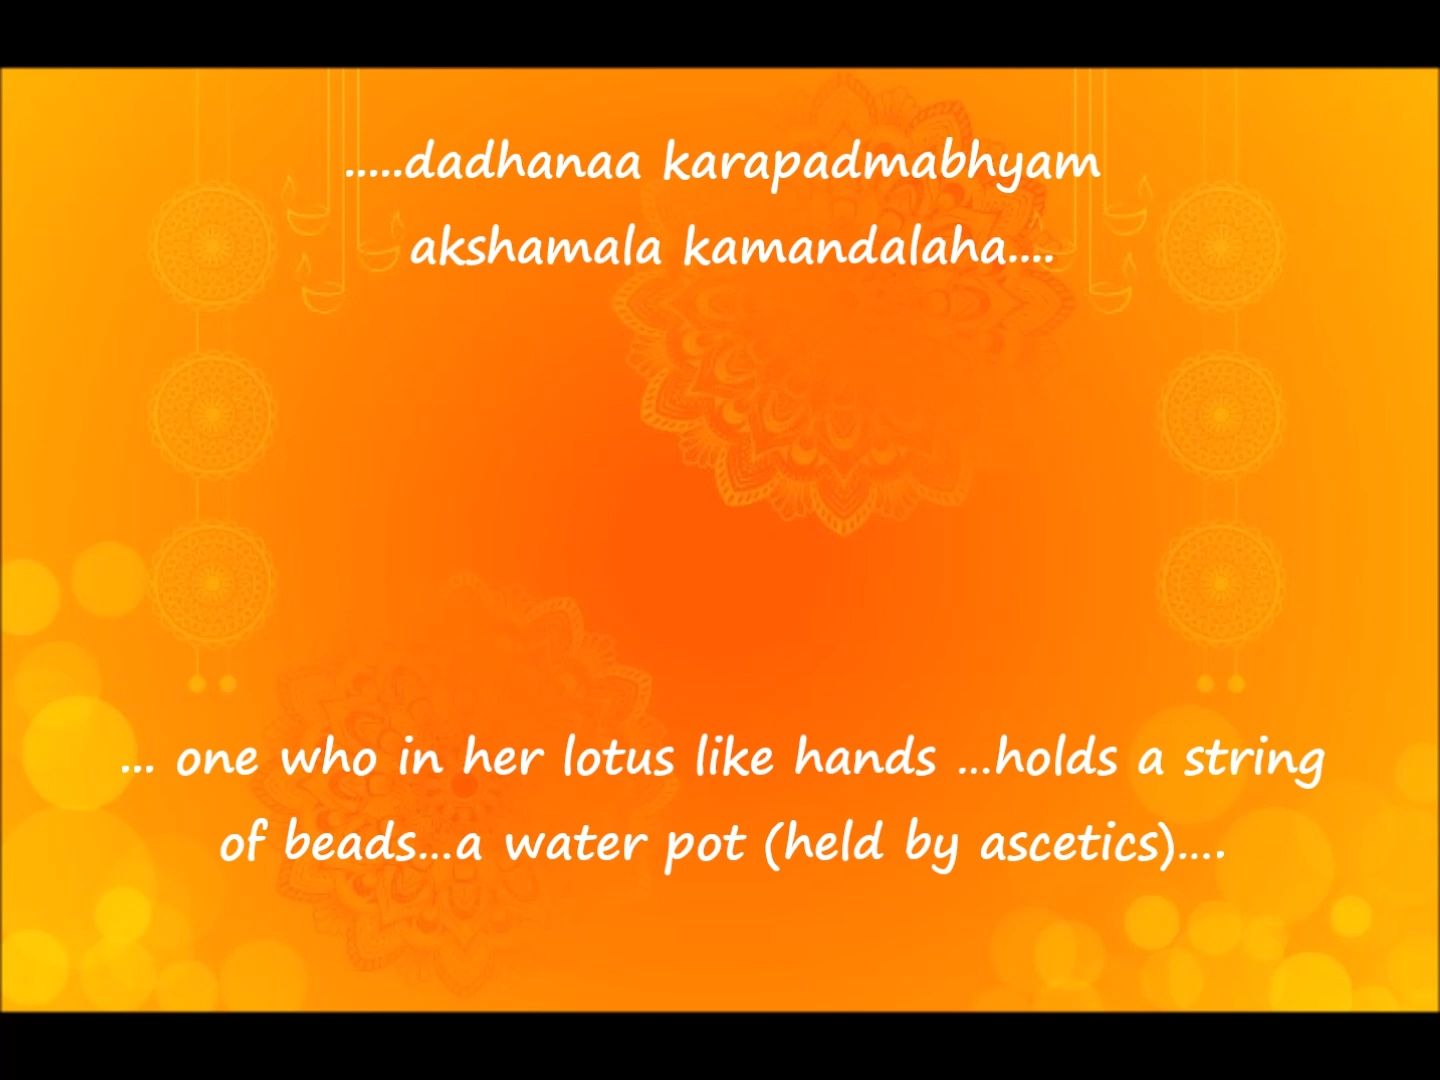 .....dadhanaa karapadmabhyam
akshamala kamandalaha....
... one who in her lotus like hands ...holds a string
of beads...a water pot (held by ascetics)....